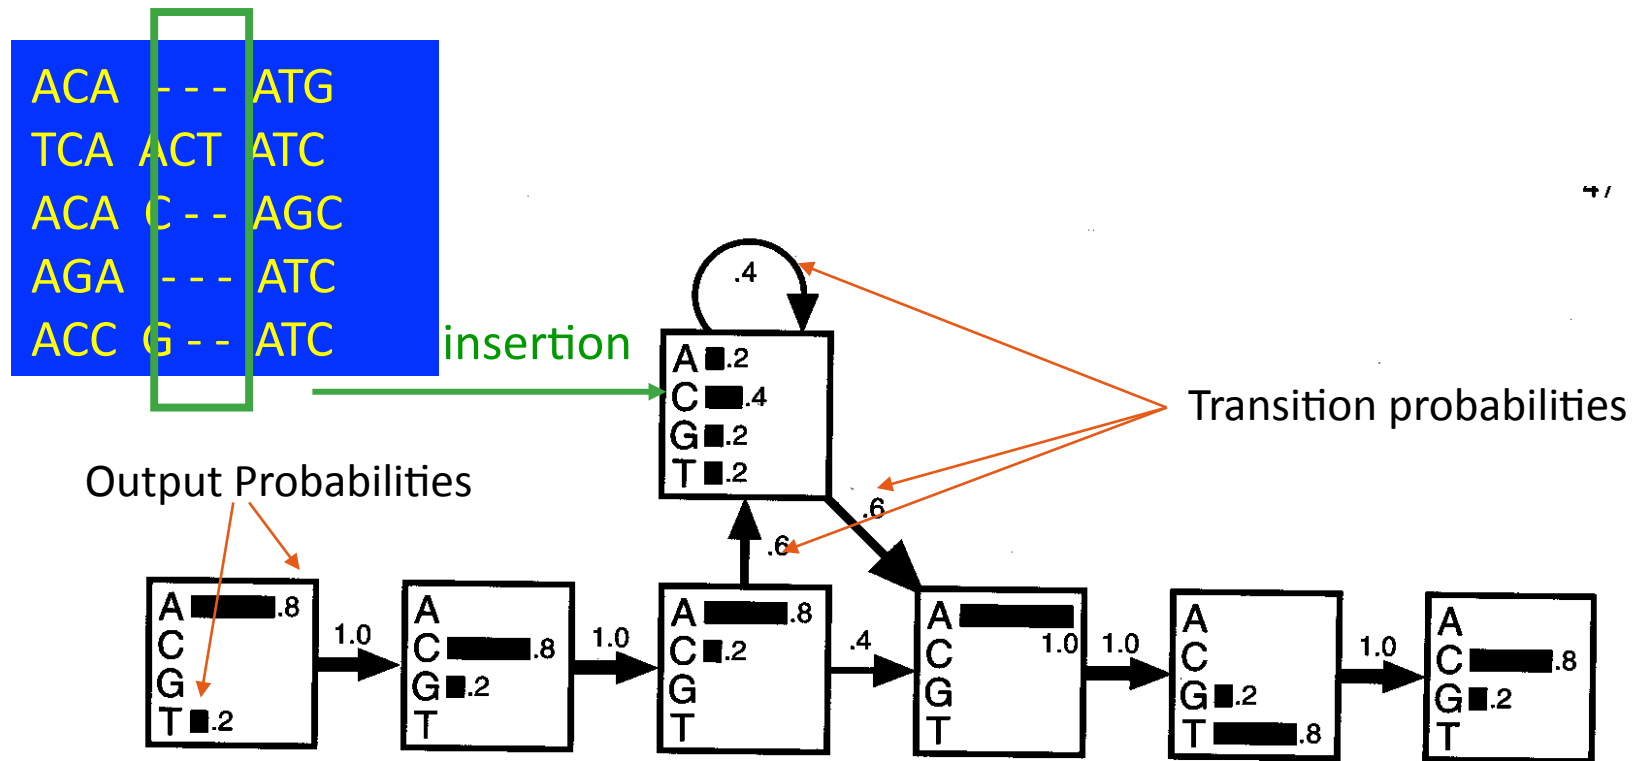 ACA - - - ATG
TCA ACT ATC
ACA C - - AGC
AGA - - - ATC
ACC G - - ATC
insertion
.4
A .2
C .4
G .2
T .2
Transition probabilities
Output Probabilities
.6
.6
A .8
C
G
T .2
1.0
A
C .8
G .2
T
1.0
A .8
C .2
G
T
.4
A 1.0
C
G
T
1.0
A
C
G .2
T .8
1.0
A
C .8
G .2
T